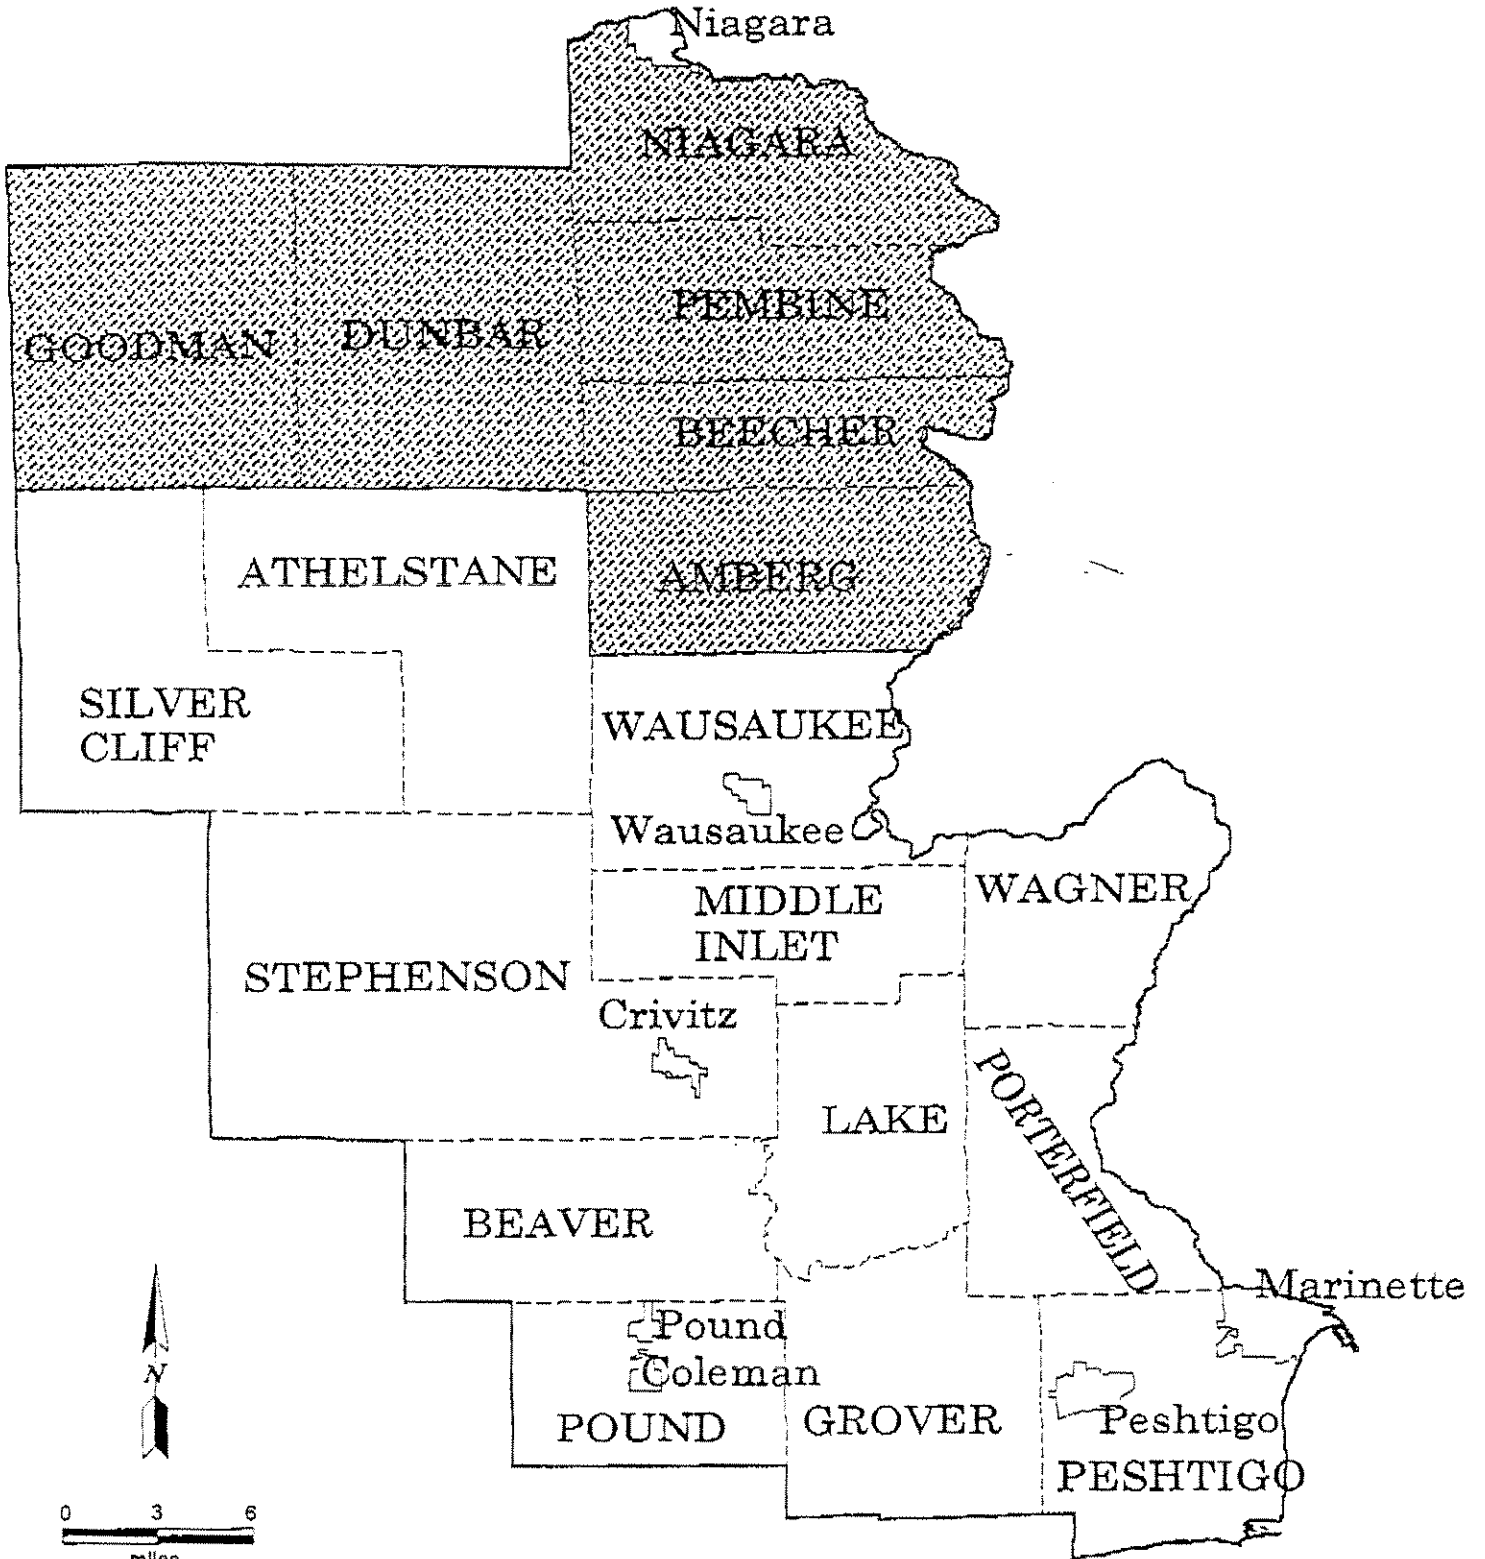 Niagara
NIAGARA
PEMBINE
GOODMAN
DUNBAR
BEECHER
ATHELSTANE
AMBERG
SILVER
CLIFF
WAUSAUKEE
Wausaukee
WAGNER
MIDDLE
INLET
STEPHENSON
Crivitz
LAKE
PORTERFIELD
BEAVER
Marinette
Pound
Coleman
POUND
GROVER
Peshtigo
PESHTIGO
N
0 3 6
miles